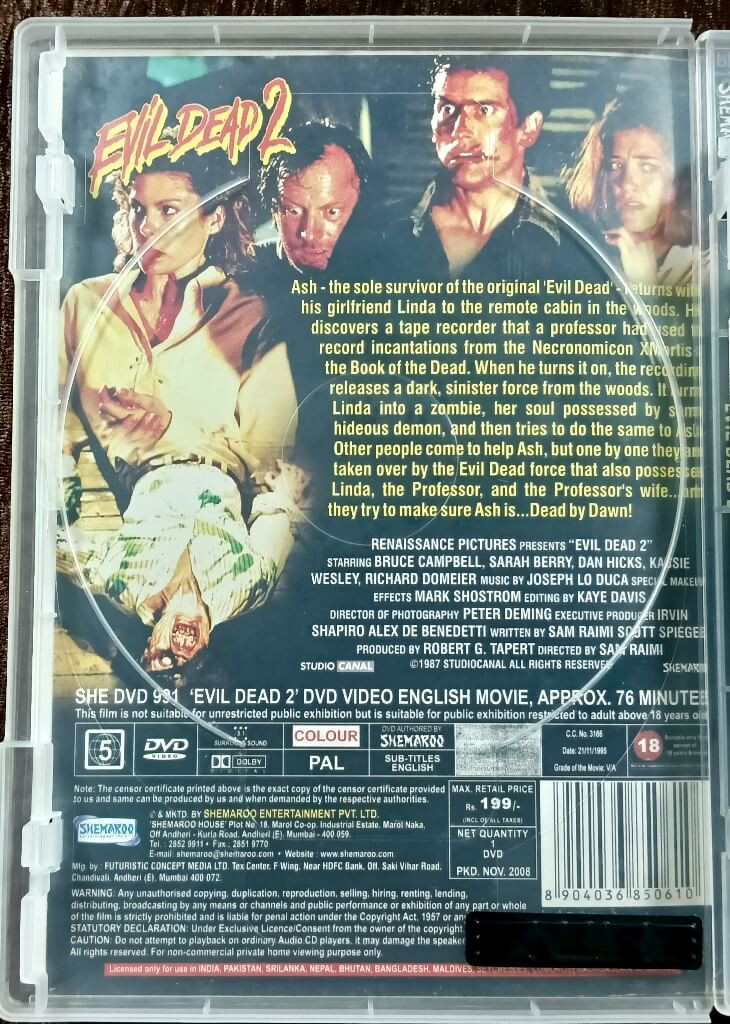 EVIL DEAD 2
Ash - the sole survivor of the original 'Evil Dead' - returns with
his girlfriend Linda to the remote cabin in the woods. H
discovers a tape recorder that a professor had used t
record incantations from the Necronomicon XMortis
the Book of the Dead. When he turns it on, the recordin
releases a dark, sinister force from the woods. It turn
Linda into a zombie, her soul possessed by some
hideous demon, and then tries to do the same to Ash
Other people come to help Ash, but one by one they ar
taken over by the Evil Dead force that also possesse
Linda, the Professor, and the Professor's wife...an
they try to make sure Ash is...Dead by Dawn!
RENAISSANCE PICTURES PRESENTS "EVIL DEAD 2"
STARRING BRUCE CAMPBELL, SARAH BERRY, DAN HICKS, KASSIE
WESLEY, RICHARD DOMEIER MUSIC BY JOSEPH LO DUCA SPECIAL MAKEU
EFFECTS MARK SHOSTROM EDITING BY KAYE DAVIS
DIRECTOR OF PHOTOGRAPHY PETER DEMING EXECUTIVE PRODUCER IRVIN
SHAPIRO ALEX DE BENEDETTI WRITTEN BY SAM RAIMI SCOTT SPIEGE
PRODUCED BY ROBERT G. TAPERT DIRECTED BY SAM RAIMI
STUDIO CANAL ©1987 STUDIOCANAL ALL RIGHTS RESERVE SHEMAR
SHE DVD 991 'EVIL DEAD 2' DVD VIDEO ENGLISH MOVIE, APPROX. 76 MINUTE
This film is not suitable for unrestricted public exhibition but is suitable for public exhibition restricted to adult above 18 years ol
5
DVD
VIDEO
5.1
SURROUND SOUND
DOLBY
DIGITAL
COLOUR
PAL
DVD AUTHORED BY
SHEMAROO
SUB-TITLES
ENGLISH
C.C. No. 3166
Date: 21/11/1995
Grade of the Movie: V/A
18
Note: The censor certificate printed above is the exact copy of the censor certificate provided
to us and same can be produced by us and when demanded by the respective authorities.
SHEMAROO
© & MKTD. BY SHEMAROO ENTERTAINMENT PVT. LTD.
'SHEMAROO HOUSE' Plot No. 18, Marol Co-op. Industrial Estate, Marol Naka,
Off Andheri - Kurla Road, Andheri (E), Mumbai - 400 059.
Tel.: 2852 9911 • Fax.: 2851 9770
E-mail: shemaroo@shemaroo.com • Website : www.shemaroo.com
Mfg. by : FUTURISTIC CONCEPT MEDIA LTD. Tex Center, F Wing, Near HDFC Bank, Off. Saki Vihar Road,
Chandivali, Andheri (E), Mumbai 400 072.
MAX. RETAIL PRICE
Rs. 199/-
(INCL. OF ALL TAXES)
NET QUANTITY
1
DVD
PKD. NOV. 2008
8 904036 850610
WARNING: Any unauthorised copying, duplication, reproduction, selling, hiring, renting, lending,
distributing, broadcasting by any means or channels and public performance or exhibition of any part or whole
of the film is strictly prohibited and is liable for penal action under the Copyright Act, 1957 or an
STATUTORY DECLARATION: Under Exclusive Licence/Consent from the owner of the copyright
CAUTION: Do not attempt to playback on ordinary Audio CD players, it may damage the speaker
All rights reserved. For non-commercial private home viewing purpose only.
Licensed only for use in INDIA, PAKISTAN, SRILANKA, NEPAL, BHUTAN, BANGLADESH, MALDIVES,